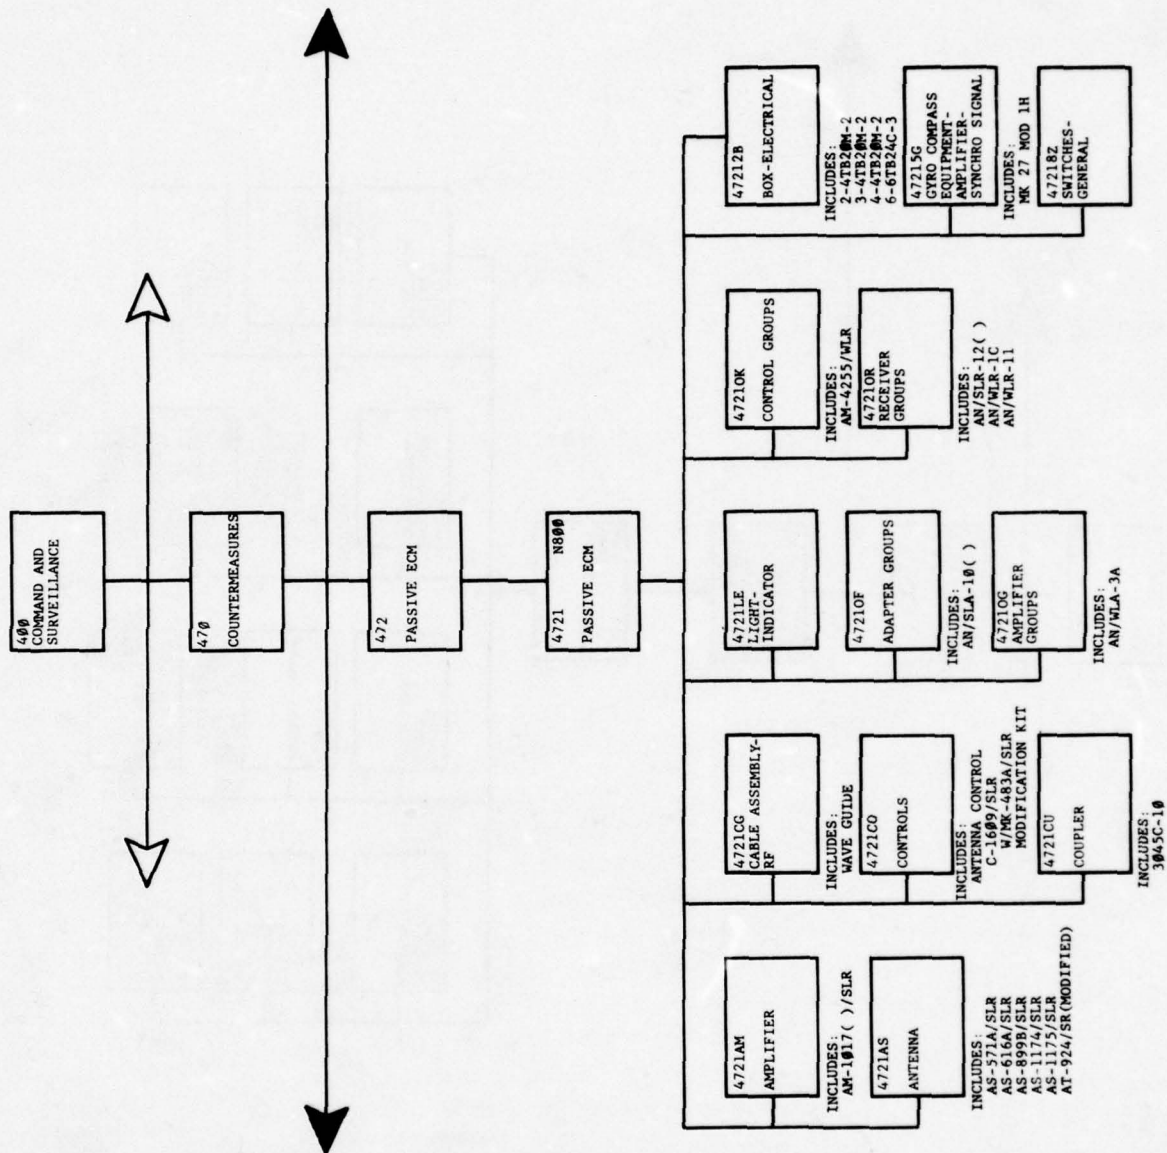 400
COMMAND AND
SURVEILLANCE
470
COUNTERMEASURES
472
PASSIVE ECM
4721 N800
PASSIVE ECM
4721AM
AMPLIFIER
INCLUDES:
AM-1017( )/SLR
4721AS
ANTENNA
INCLUDES:
AS-571A/SLR
AS-616A/SLR
AS-899B/SLR
AS-1174/SLR
AS-1175/SLR
AT-924/SR(MODIFIED)
4721CG
CABLE ASSEMBLY-
RF
INCLUDES:
WAVE GUIDE
4721CO
CONTROLS
INCLUDES:
ANTENNA CONTROL
C-1609/SLR
W/MK-483A/SLR
MODIFICATION KIT
4721CU
COUPLER
INCLUDES:
3045C-10
4721LE
LIGHT-
INDICATOR
4721OF
ADAPTER GROUPS
INCLUDES:
AN/SLA-10( )
4721OG
AMPLIFIER
GROUPS
INCLUDES:
AN/WLA-3A
4721OK
CONTROL GROUPS
INCLUDES:
AM-4255/WLR
4721OR
RECEIVER
GROUPS
INCLUDES:
AN/SLR-12( )
AN/WLR-1C
AN/WLR-11
47212B
BOX-ELECTRICAL
INCLUDES:
2-4TB20M-2
3-4TB20M-2
4-4TB20M-2
6-6TB24C-3
47215G
GYRO COMPASS
EQUIPMENT-
AMPLIFIER-
SYNCHRO SIGNAL
INCLUDES:
MK 27 MOD 1H
47218Z
SWITCHES-
GENERAL